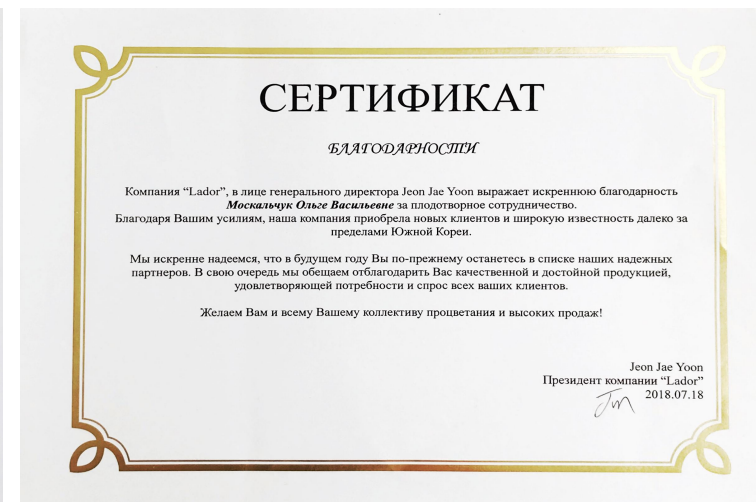 СЕРТИФИКАТ
БЛАГОДАРНОСТИ
Компания “Lador”, в лице генерального директора Jeon Jae Yoon выражает искреннюю благодарность
Москальчук Ольге Васильевне за плодотворное сотрудничество.
Благодаря Вашим усилиям, наша компания приобрела новых клиентов и широкую известность далеко за
пределами Южной Кореи.
Мы искренне надеемся, что в будущем году Вы по-прежнему останетесь в списке наших надежных
партнеров. В свою очередь мы обещаем отблагодарить Вас качественной и достойной продукцией,
удовлетворяющей потребности и спрос всех ваших клиентов.
Желаем Вам и всему Вашему коллективу процветания и высоких продаж!
Jeon Jae Yoon
Президент компании “Lador”
2018.07.18